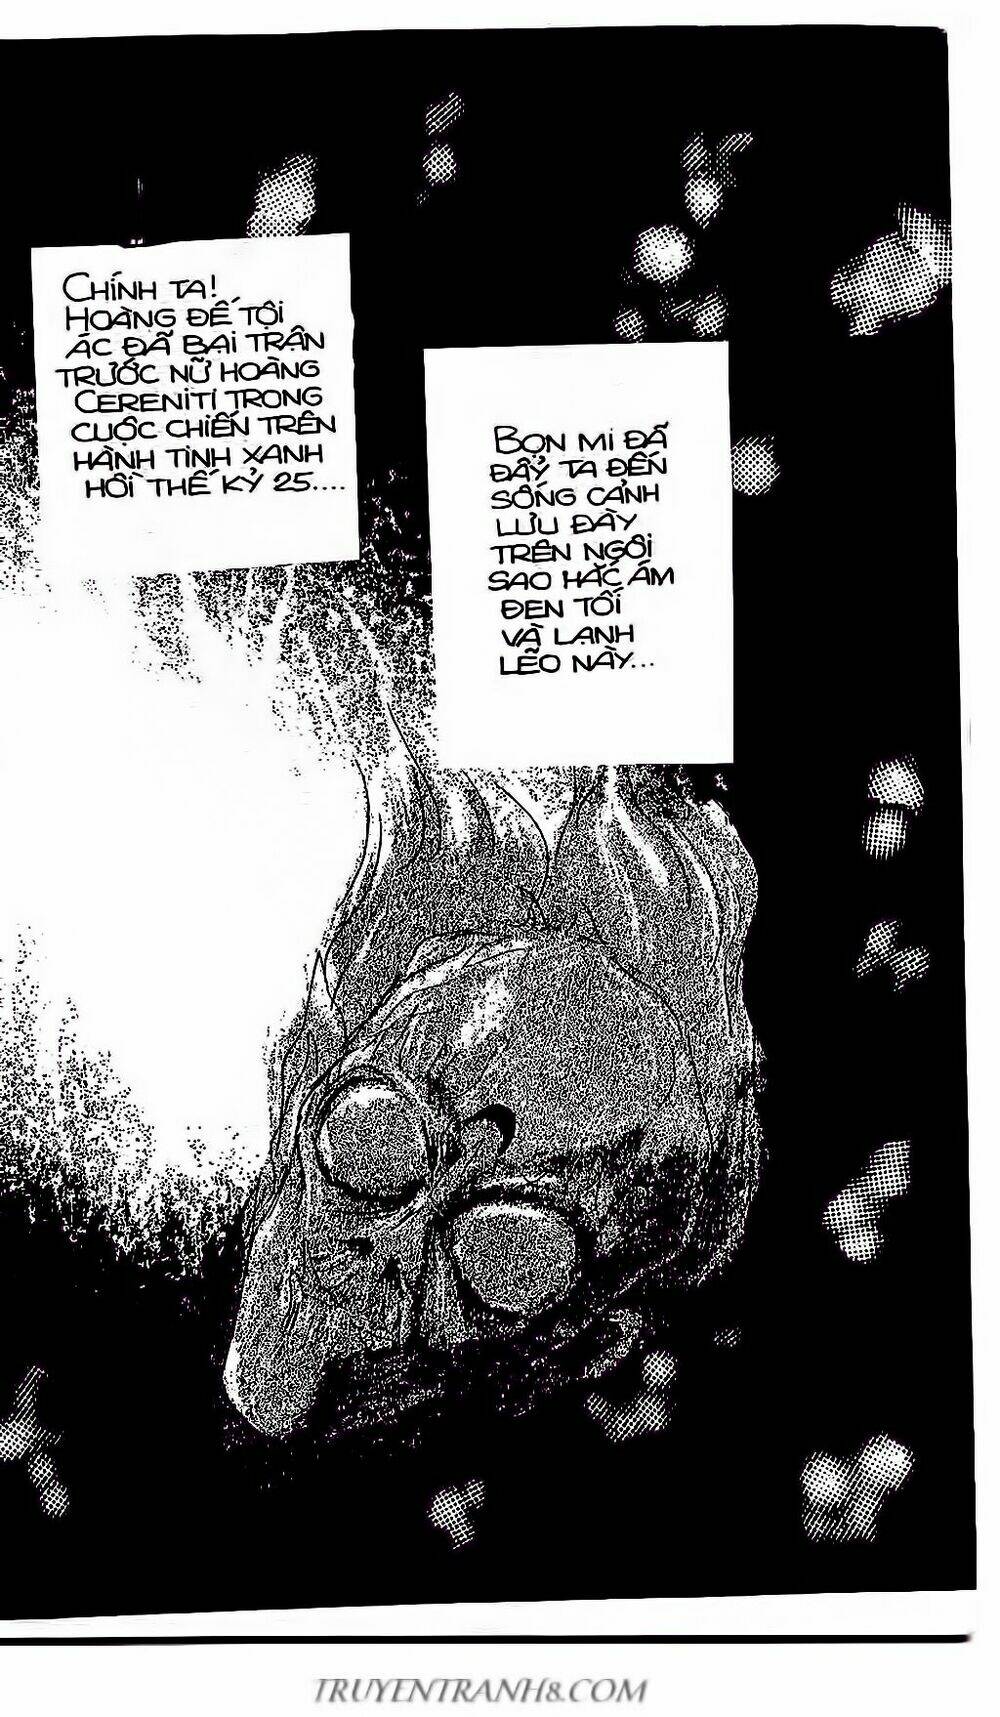 CHÍNH TA!
HOÀNG ĐẾ TỘI
ÁC ĐÃ BẠI TRẬN
TRƯỚC NỮ HOÀNG
CERENITI TRONG
CUỘC CHIẾN TRÊN
HÀNH TINH XANH
HỒI THẾ KỶ 25....
BỌN MI ĐÃ
ĐẨY TA ĐẾN
SỐNG CẢNH
LƯU ĐÀY
TRÊN NGÔI
SAO HẮC ÁM
ĐEN TỐI
VÀ LẠNH
LẼO NÀY...
TRUYENTRANH8.COM